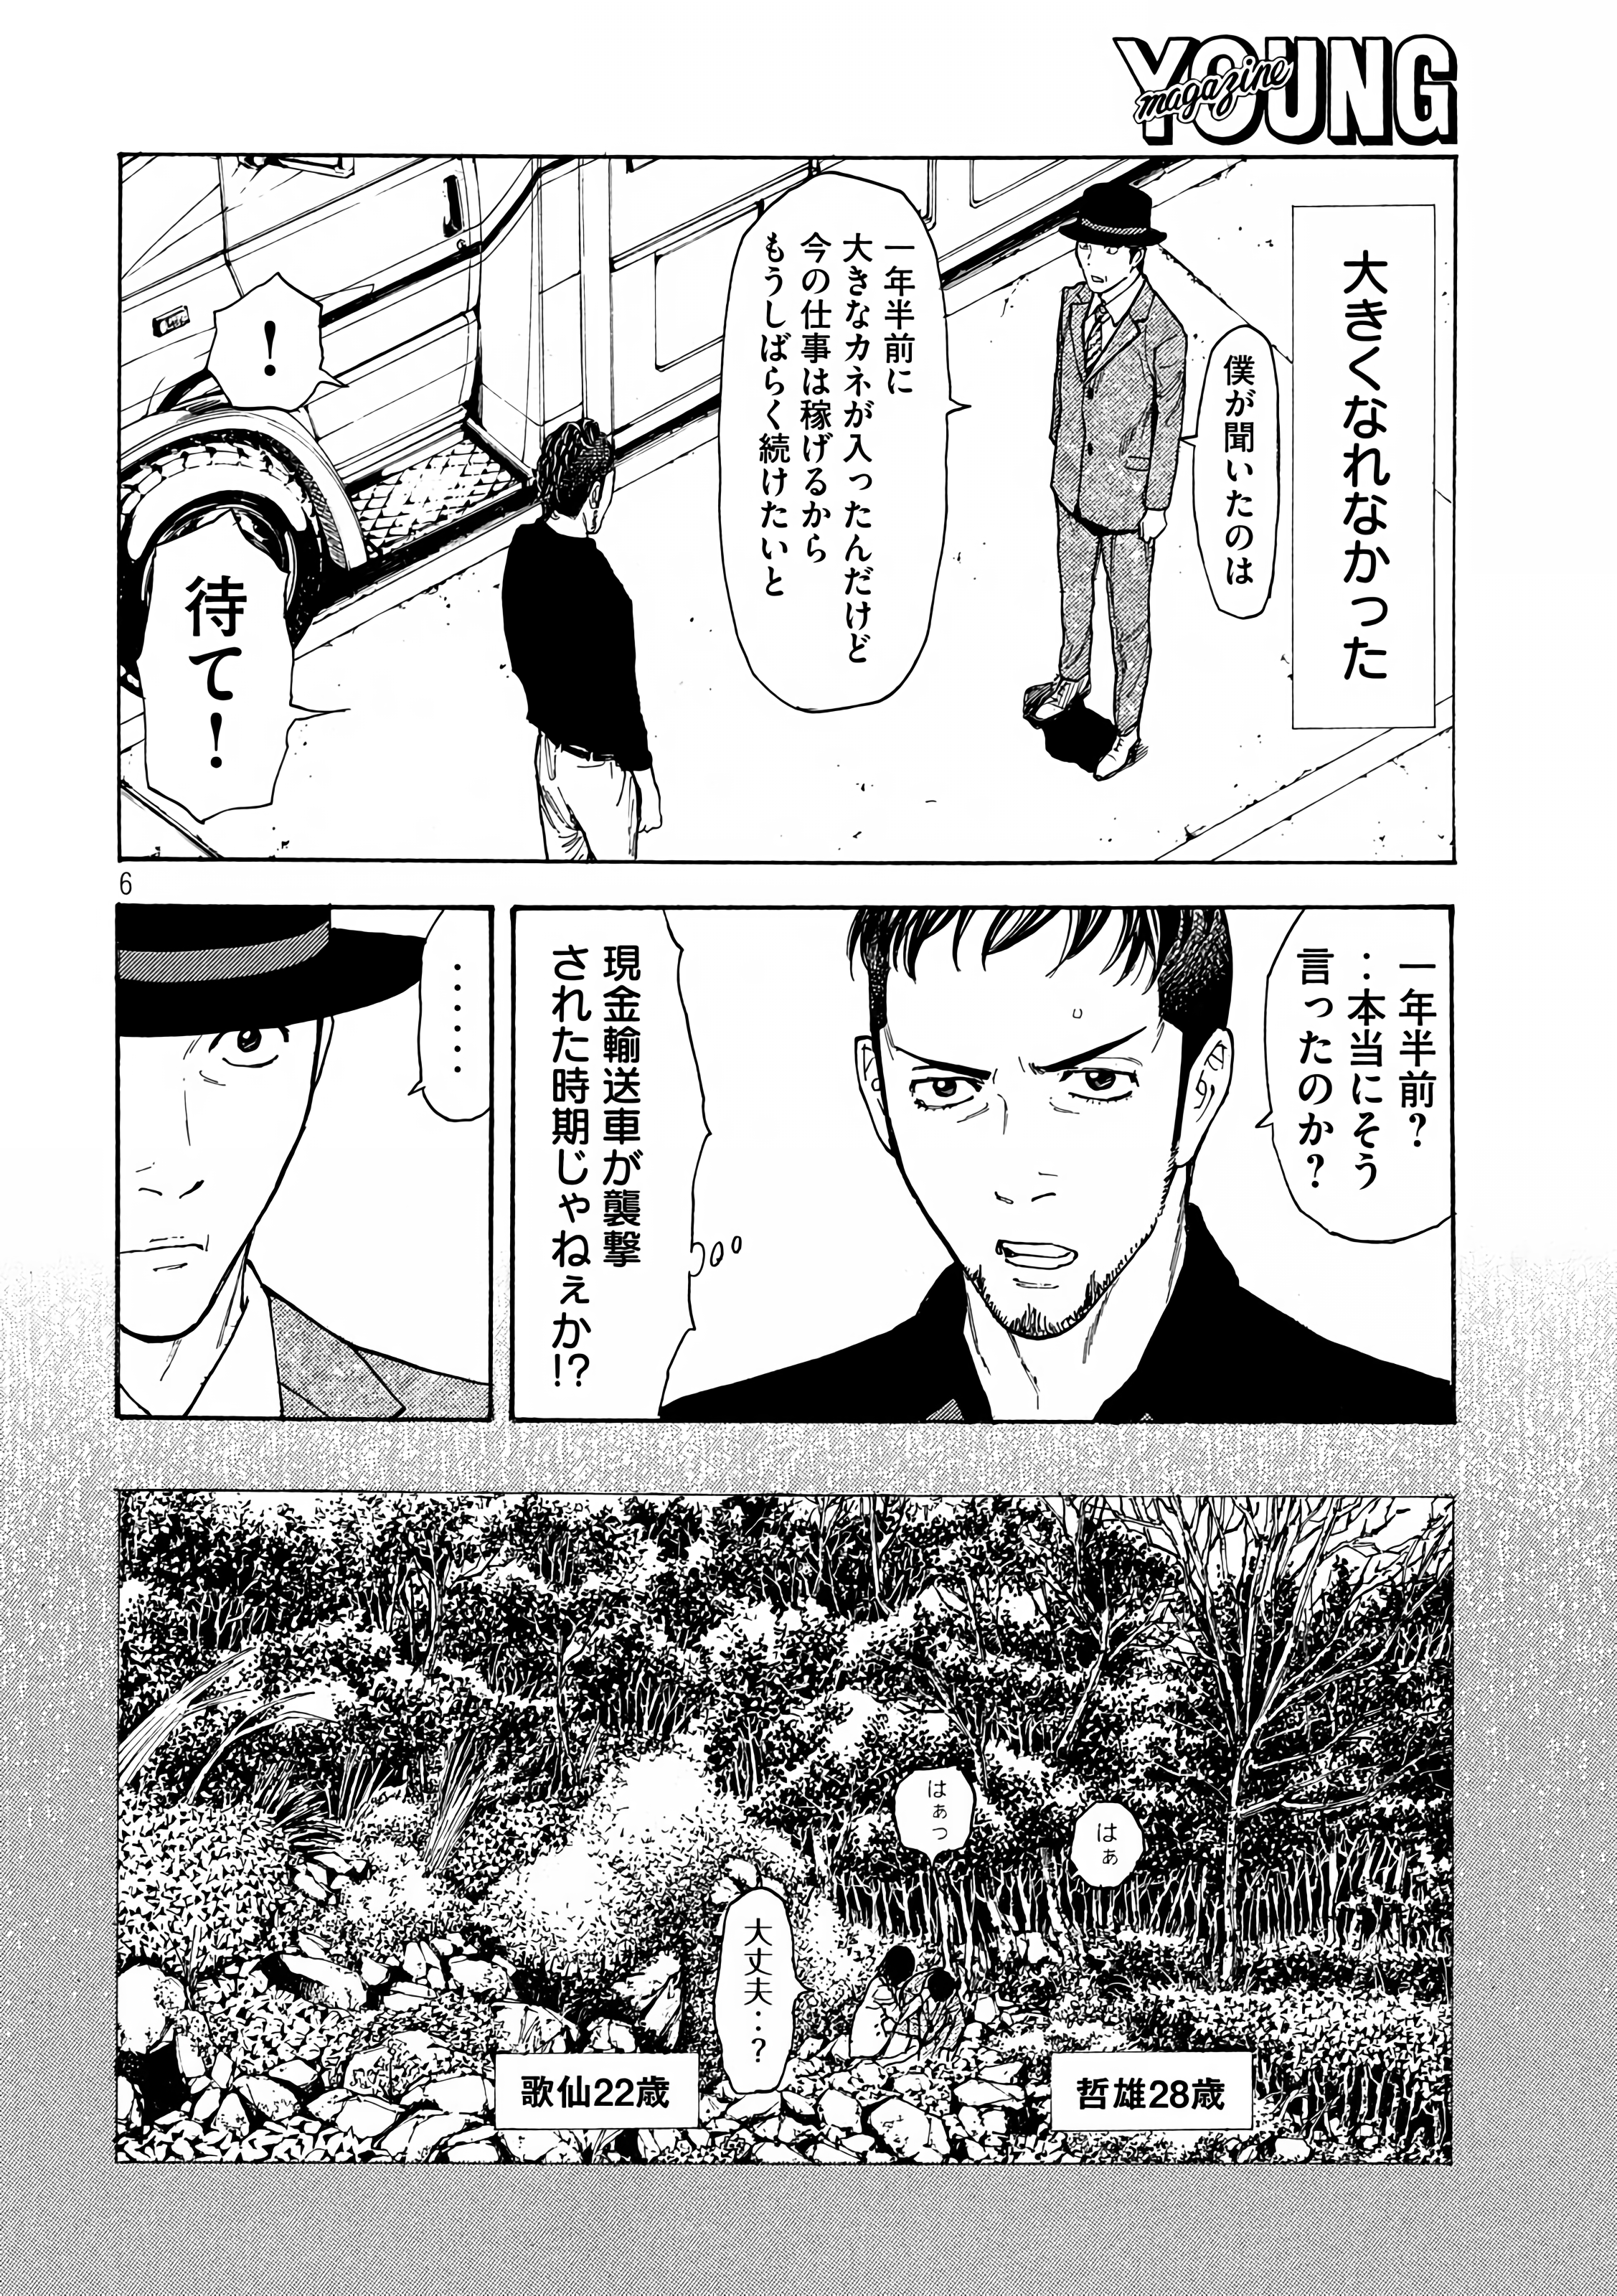 YOUNG
magazine
大きくなれなかった
僕が聞いたのは
一年半前に
大きなカネが入ったんだけど
今の仕事は稼げるから
もうしばらく続けたいと
！
待て！
6
一年半前？
‥本当にそう
言ったのか？
現金輸送車が襲撃
された時期じゃねぇか!?
‥‥‥
はぁ
はぁっ
大丈夫‥？
哲雄28歳
歌仙22歳